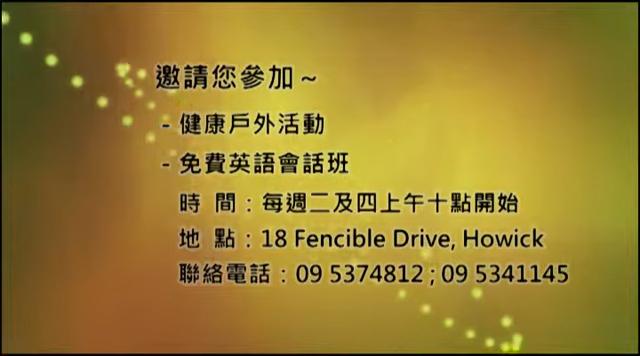 邀請您參加～
- 健康戶外活動
- 免費英語會話班
時 間：每週二及四上午十點開始
地 點：18 Fencible Drive, Howick
聯絡電話：09 5374812 ; 09 5341145